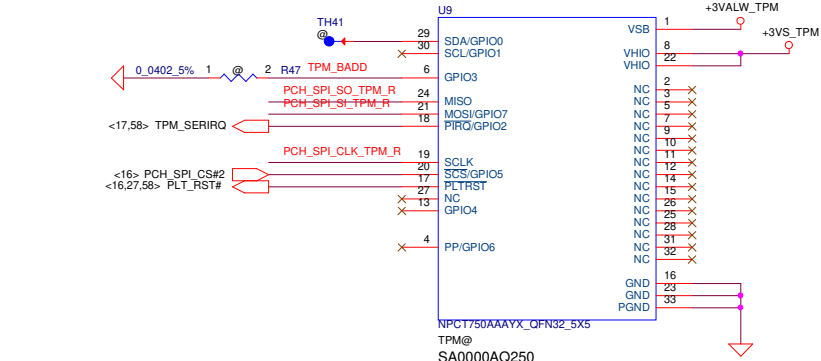 U9
+3VALW_TPM
TH41
@
+3VS_TPM
29 SDA/GPIO0 VSB 1
30 SCL/GPIO1 VHIO 8
VHIO 22
0_0402_5% 1 @ 2 R47 TPM_BADD 6 GPIO3
NC 2
PCH_SPI_SO_TPM_R 24 MISO NC 3
PCH_SPI_SI_TPM_R 21 MOSI/GPIO7 NC 5
<17,58> TPM_SERIRQ 18 PIRQ/GPIO2 NC 7
NC 9
NC 10
PCH_SPI_CLK_TPM_R 19 SCLK NC 11
<16> PCH_SPI_CS#2 20 SCS/GPIO5 NC 12
<16,27,58> PLT_RST# 17 PLTRST NC 14
27 NC NC 15
13 GPIO4 NC 26
NC 25
NC 28
4 PP/GPIO6 NC 31
NC 32
GND 16
GND 23
PGND 33
NPCT750AAAYX_QFN32_5X5
TPM@
SA0000AQ250